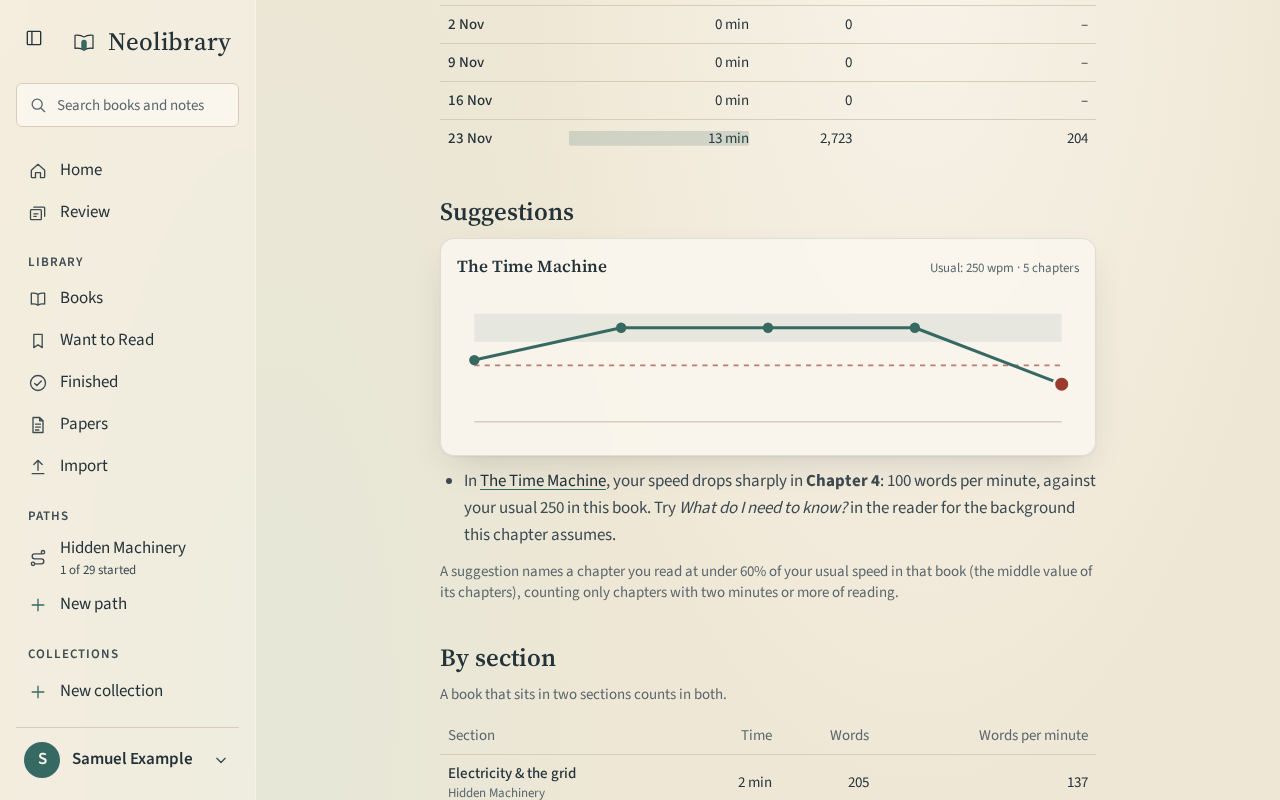 Neolibrary
Search books and notes
Home
Review
LIBRARY
Books
Want to Read
Finished
Papers
Import
PATHS
Hidden Machinery
1 of 29 started
New path
COLLECTIONS
New collection
S Samuel Example
2 Nov 0 min 0 –
9 Nov 0 min 0 –
16 Nov 0 min 0 –
23 Nov 13 min 2,723 204
Suggestions
The Time Machine Usual: 250 wpm · 5 chapters
In The Time Machine, your speed drops sharply in Chapter 4: 100 words per minute, against
your usual 250 in this book. Try What do I need to know? in the reader for the background
this chapter assumes.
A suggestion names a chapter you read at under 60% of your usual speed in that book (the middle value of
its chapters), counting only chapters with two minutes or more of reading.
By section
A book that sits in two sections counts in both.
Section Time Words Words per minute
Electricity & the grid 2 min 205 137
Hidden Machinery